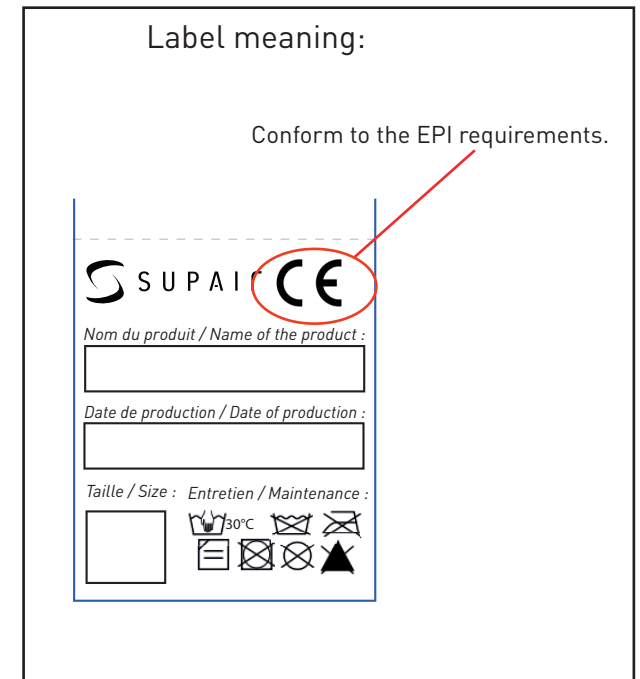 Label meaning:
Conform to the EPI requirements.
SUPAIR CE
Nom du produit / Name of the product :
Date de production / Date of production :
Taille / Size : Entretien / Maintenance :
30°C